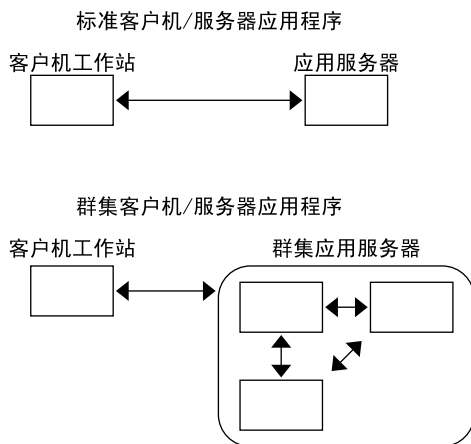 标准客户机/服务器应用程序
客户机工作站
应用服务器
群集客户机/服务器应用程序
客户机工作站
群集应用服务器